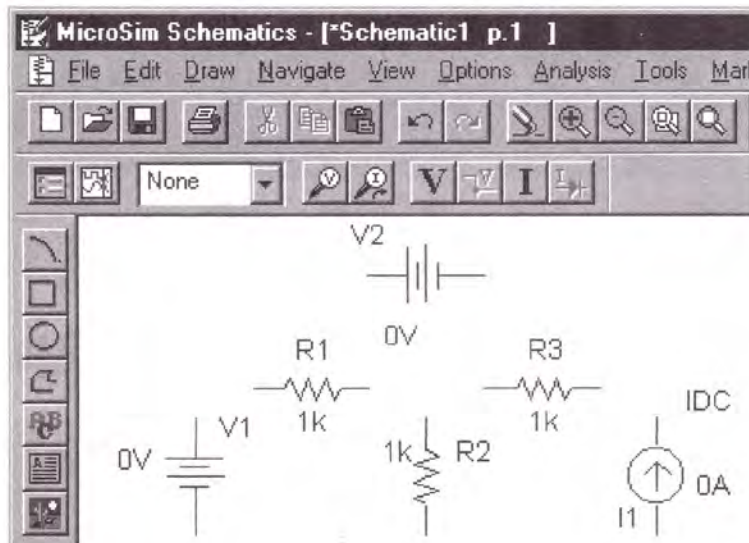 MicroSim Schematics - [*Schematic1 p.1 ]
File Edit Draw Navigate View Options Analysis Tools
None
V I
V2
0V
R1
R3
1k
1k
IDC
V1
0V
1k
R2
0A
I1